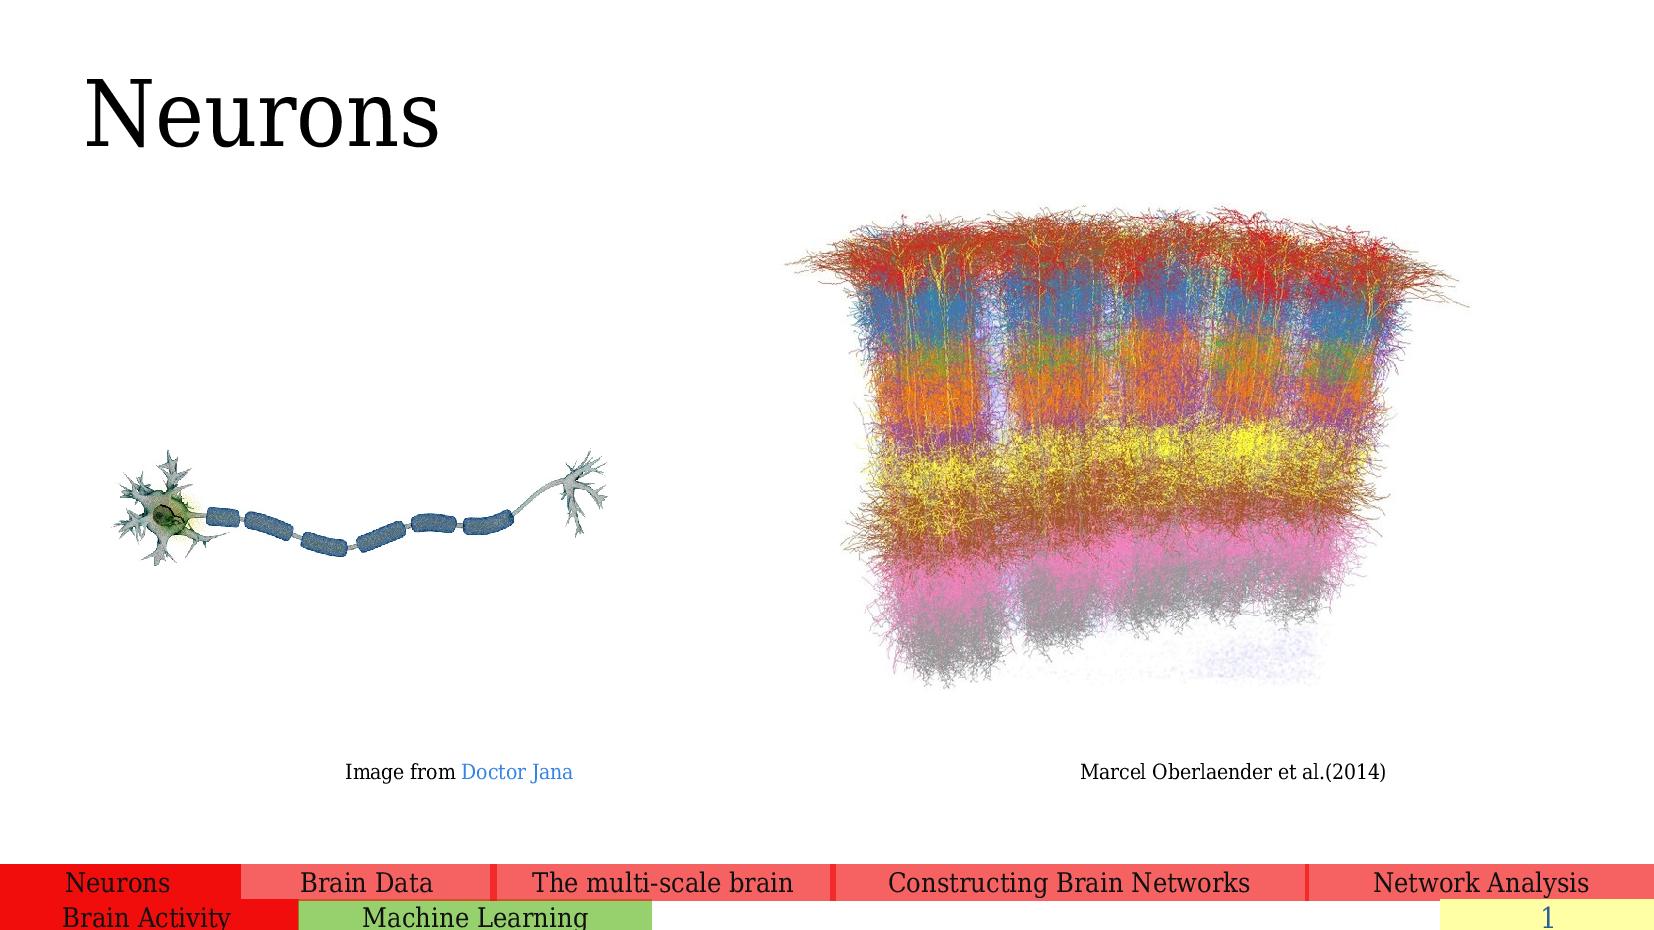 Neurons
Image from Doctor Jana
Marcel Oberlaender et al.(2014)
Neurons Brain Data The multi-scale brain Constructing Brain Networks Network Analysis
Brain Activity Machine Learning 1